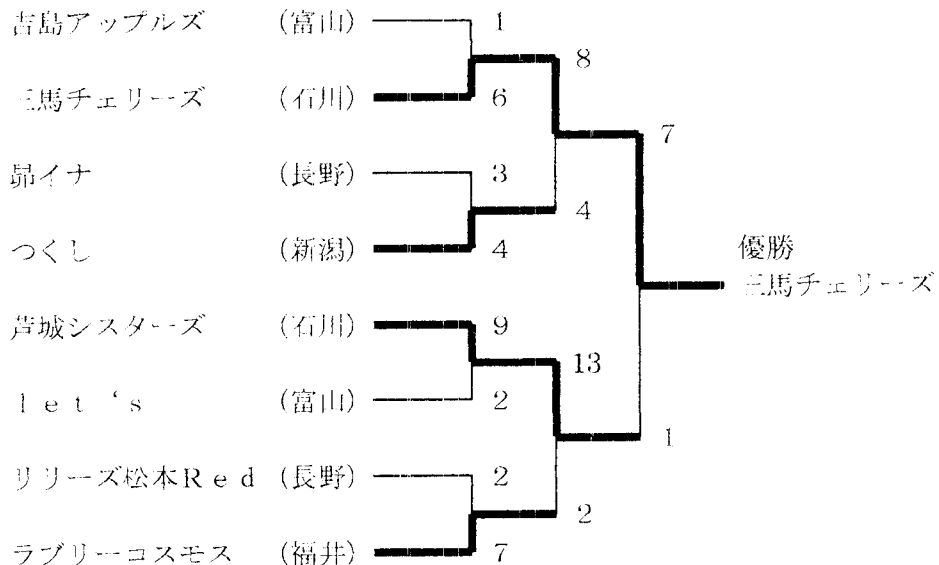 吉島アップルズ (富山) 1
8
三馬チェリーズ (石川) 6
7
昴イナ (長野) 3
4
つくし (新潟) 4
優勝
三馬チェリーズ
芦城シスターズ (石川) 9
13
let‘s (富山) 2
1
リリーズ松本Red (長野) 2
2
ラブリーコスモス (福井) 7